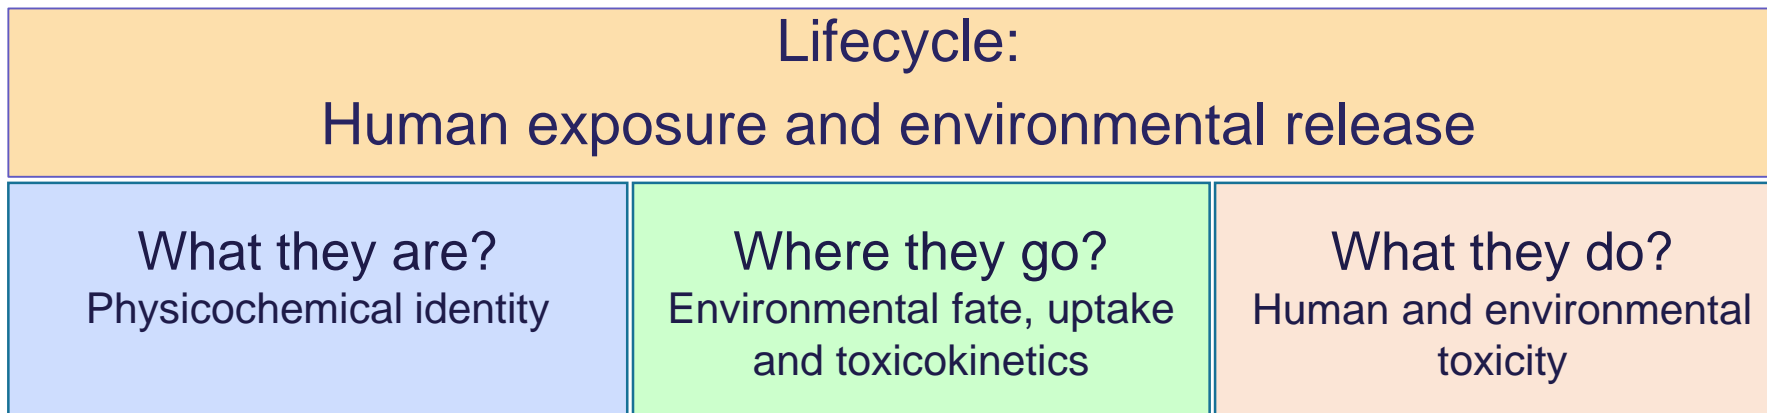 Lifecycle:
Human exposure and environmental release
What they are?
Physicochemical identity
Where they go?
Environmental fate, uptake
and toxicokinetics
What they do?
Human and environmental
toxicity